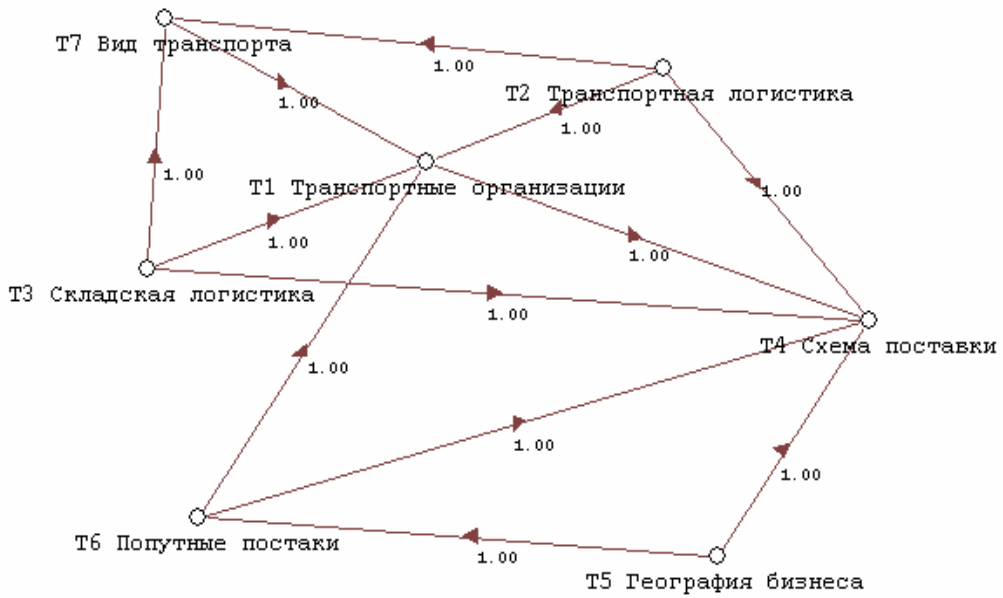 T7 Вид транспорта
1.00
T2 Транспортная логистика
1.00
1.00
1.00
T1 Транспортные организации
1.00
1.00
1.00
T3 Складская логистика
1.00
T4 Схема поставки
1.00
1.00
1.00
T6 Попутные постаки
1.00
T5 География бизнеса